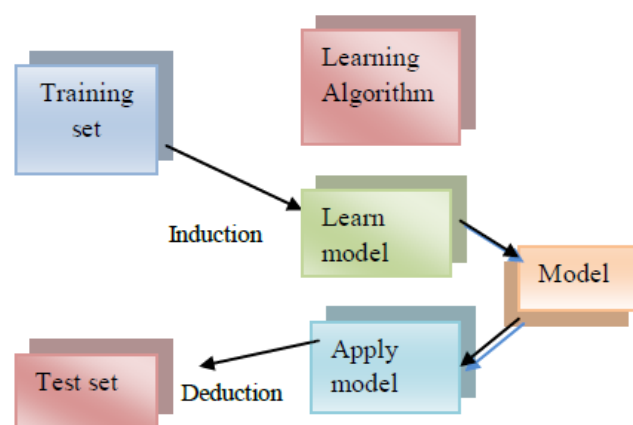 Training
set
Learning
Algorithm
Induction
Learn
model
Model
Apply
model
Test set
Deduction